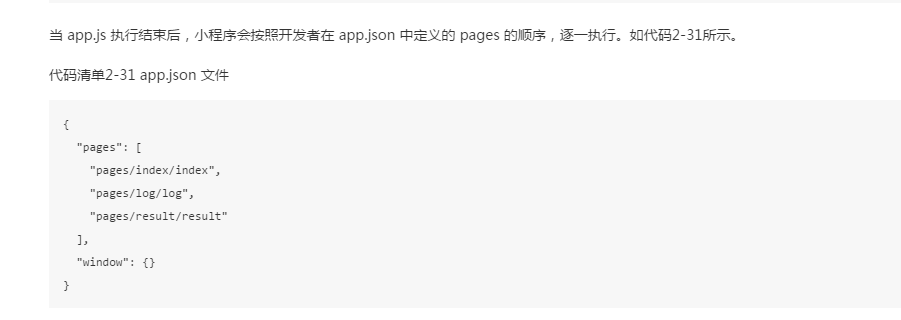 当 app.js 执行结束后，小程序会按照开发者在 app.json 中定义的 pages 的顺序，逐一执行。如代码2-31所示。
代码清单2-31 app.json 文件
{
  "pages": [
    "pages/index/index",
    "pages/log/log",
    "pages/result/result"
  ],
  "window": {}
}